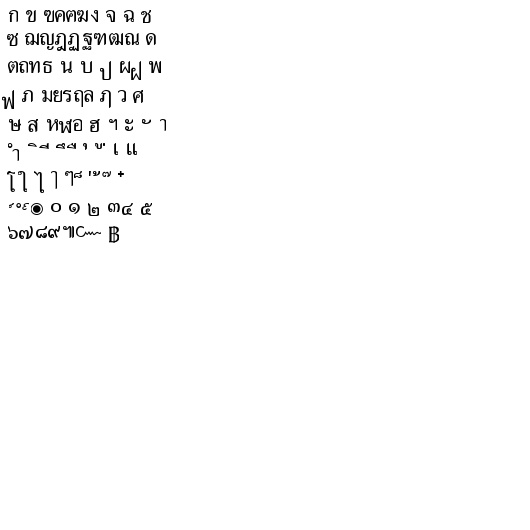 ก ข ฃคฅฆง จ ฉ ช
ซ ฌญฎฏฐฑฒณ ด
ตถทธ น บ ป ผฝ พ
ฟ ภ มยรฤล ฦ ว ศ
ษ ส หฬอ ฮ ฯ ะ ั า
ำ ิ ี ึ ื ุ ู ฺ เ แ
โใ ไ ๅ ๆ็ ่ ้ ๊ ๋
์ ํ ๎๏ ๐ ๑ ๒ ๓๔ ๕
๖๗๘๙๚๛ ฿